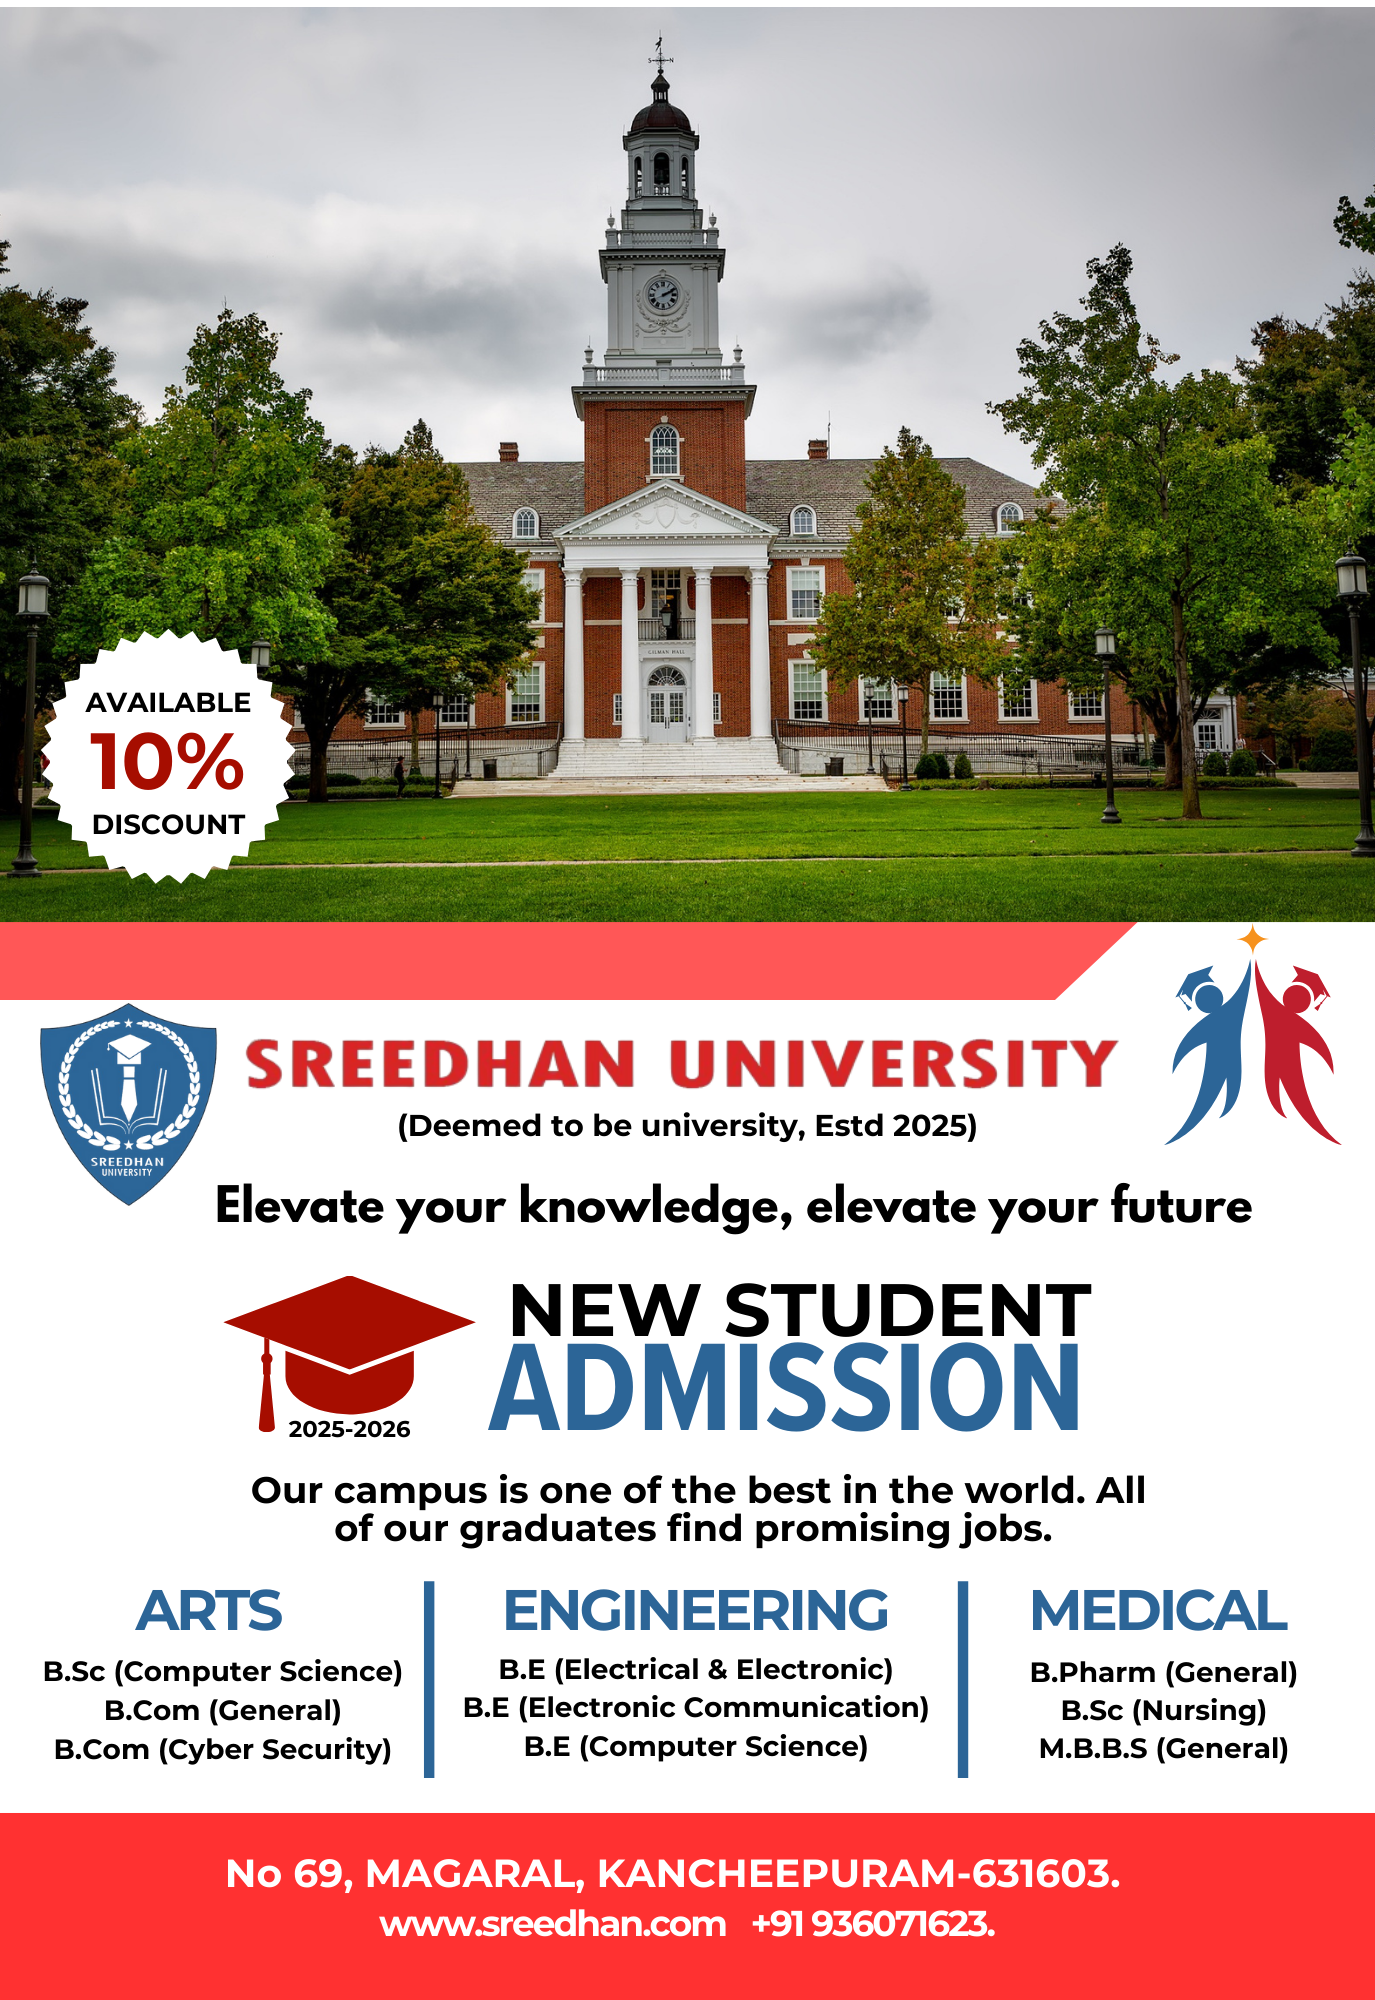 S N
GILMAN HALL
AVAILABLE
10%
DISCOUNT
SREEDHAN
UNIVERSITY
SREEDHAN UNIVERSITY
(Deemed to be university, Estd 2025)
Elevate your knowledge, elevate your future
2025-2026
NEW STUDENT
ADMISSION
Our campus is one of the best in the world. All
of our graduates find promising jobs.
ARTS
B.Sc (Computer Science)
B.Com (General)
B.Com (Cyber Security)
ENGINEERING
B.E (Electrical & Electronic)
B.E (Electronic Communication)
B.E (Computer Science)
MEDICAL
B.Pharm (General)
B.Sc (Nursing)
M.B.B.S (General)
No 69, MAGARAL, KANCHEEPURAM-631603.
www.sreedhan.com +91 936071623.